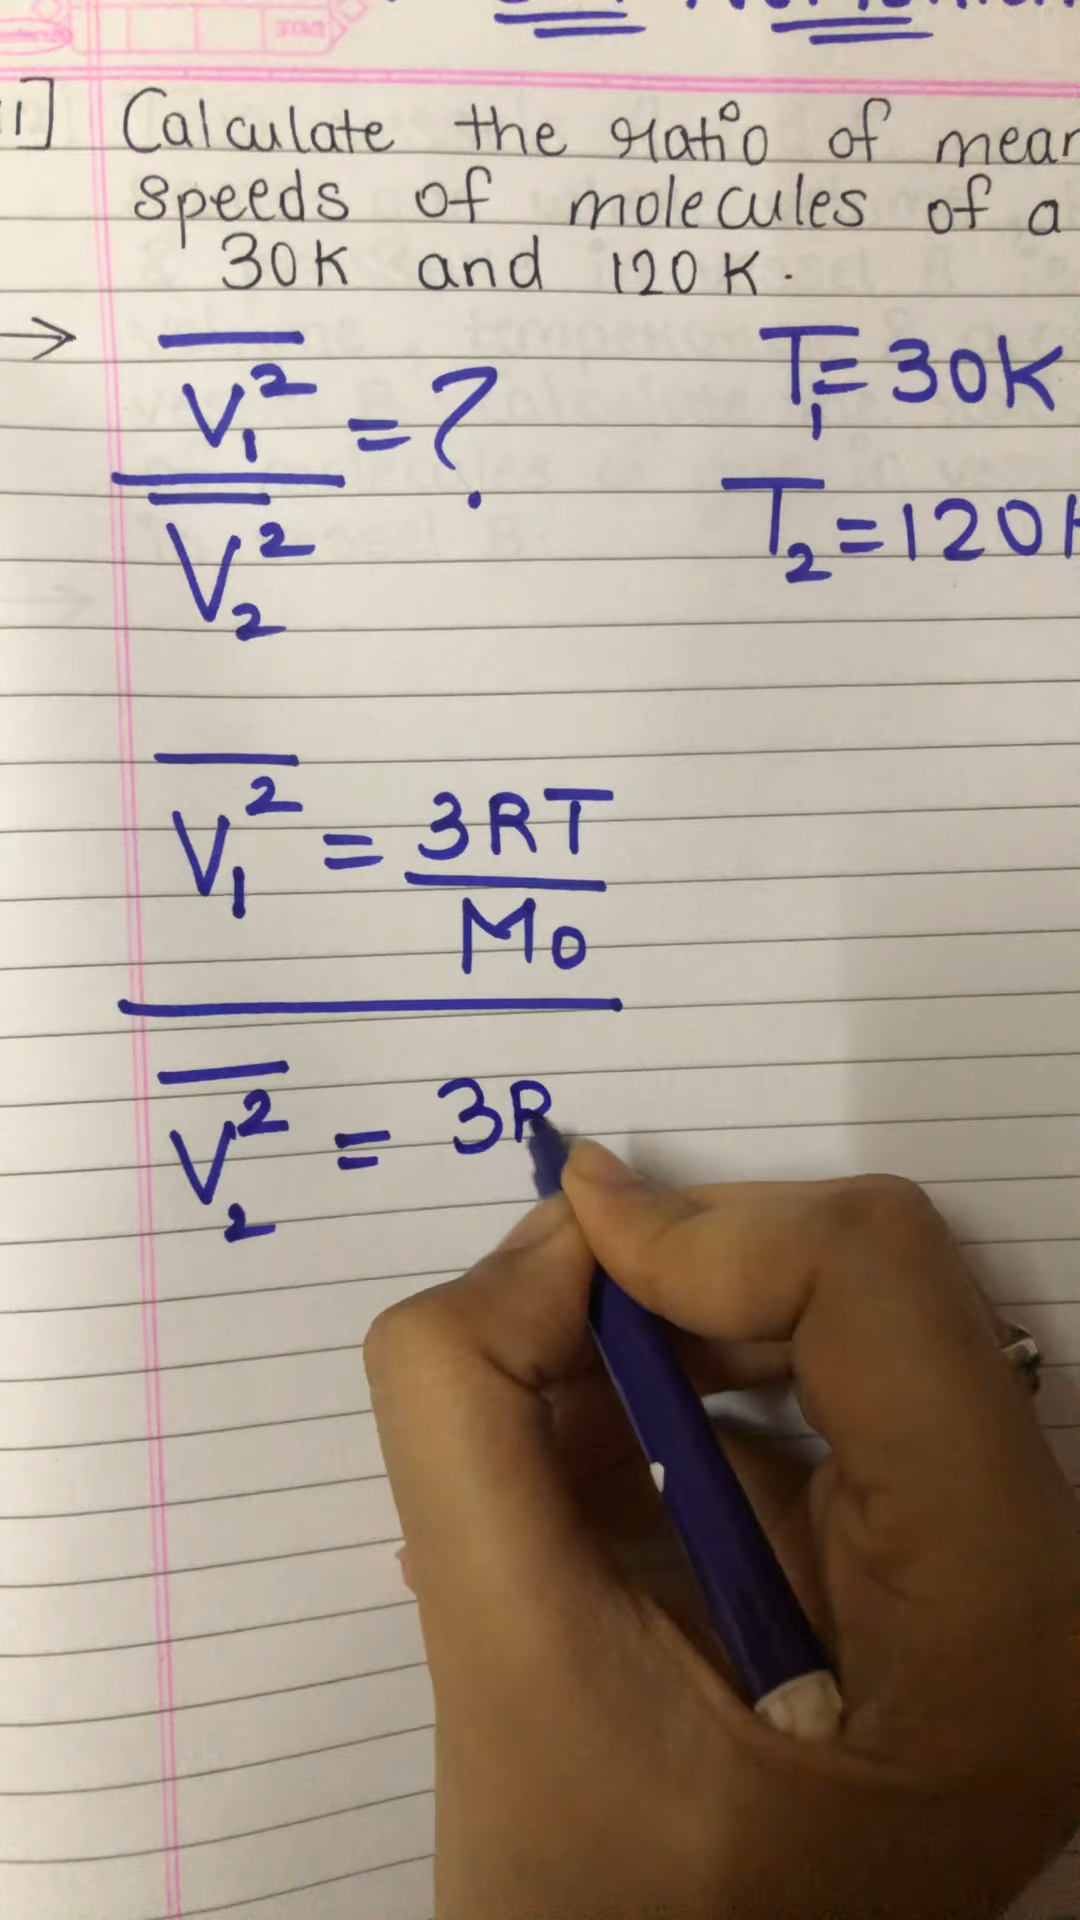 1] Calculate the ratio of mean
speeds of molecules of a
30K and 120K.
→ V₁² / V₂² = ?
T₁ = 30K
T₂ = 120K
V₁² = 3RT / M0
V₂² = 3R